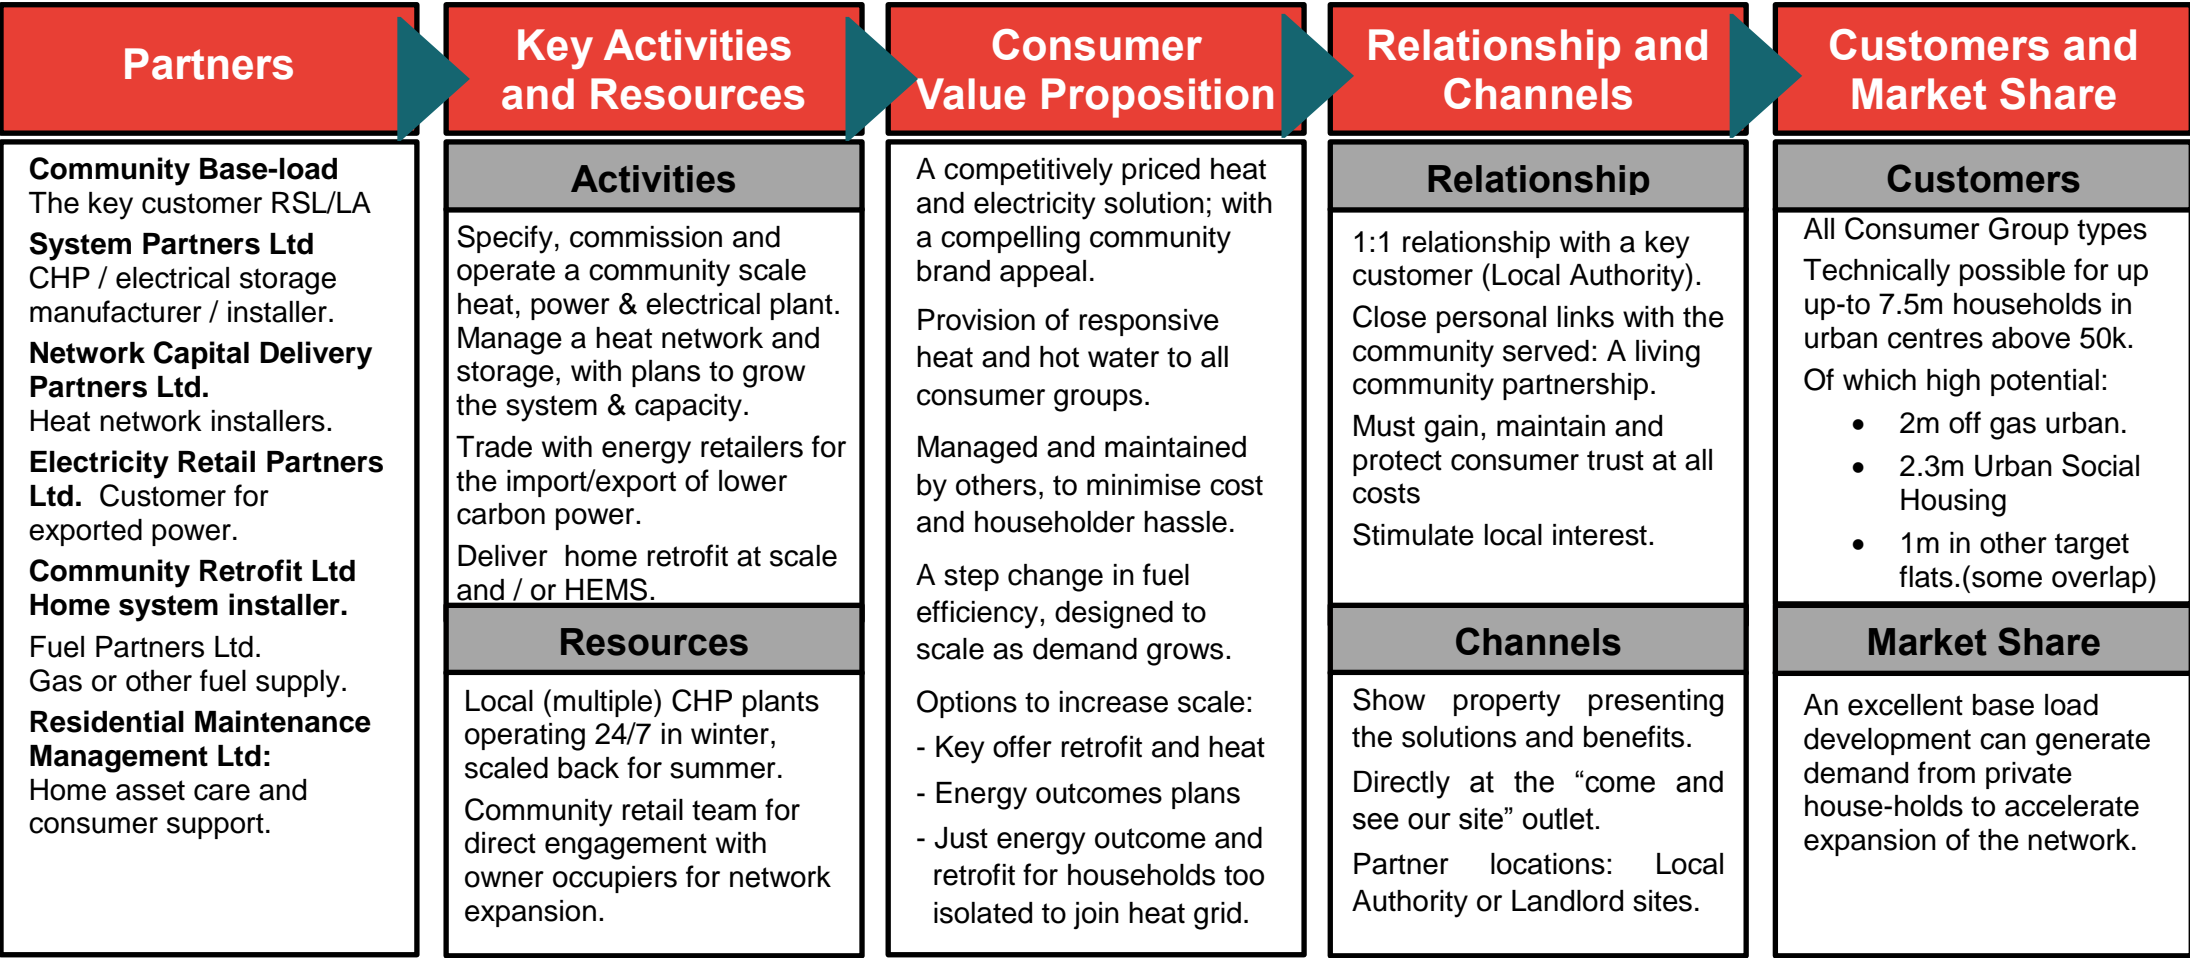 Partners
Community Base-load
The key customer RSL/LA
System Partners Ltd
CHP / electrical storage
manufacturer / installer.
Network Capital Delivery
Partners Ltd.
Heat network installers.
Electricity Retail Partners
Ltd.  Customer for
exported power.
Community Retrofit Ltd
Home system installer.
Fuel Partners Ltd.
Gas or other fuel supply.
Residential Maintenance
Management Ltd:
Home asset care and
consumer support.
Key Activities
and Resources
Activities
Specify, commission and
operate a community scale
heat, power & electrical plant.
Manage a heat network and
storage, with plans to grow
the system & capacity.
Trade with energy retailers for
the import/export of lower
carbon power.
Deliver  home retrofit at scale
and / or HEMS.
Resources
Local (multiple) CHP plants
operating 24/7 in winter,
scaled back for summer.
Community retail team for
direct engagement with
owner occupiers for network
expansion.
Consumer
Value Proposition
A competitively priced heat
and electricity solution; with
a compelling community
brand appeal.
Provision of responsive
heat and hot water to all
consumer groups.
Managed and maintained
by others, to minimise cost
and householder hassle.
A step change in fuel
efficiency, designed to
scale as demand grows.
Options to increase scale:
- Key offer retrofit and heat
- Energy outcomes plans
- Just energy outcome and
retrofit for households too
isolated to join heat grid.
Relationship and
Channels
Relationship
1:1 relationship with a key
customer (Local Authority).
Close personal links with the
community served: A living
community partnership.
Must gain, maintain and
protect consumer trust at all
costs
Stimulate local interest.
Channels
Show property presenting
the solutions and benefits.
Directly at the “come and
see our site” outlet.
Partner locations: Local
Authority or Landlord sites.
Customers and
Market Share
Customers
All Consumer Group types
Technically possible for up
up-to 7.5m households in
urban centres above 50k.
Of which high potential:
• 2m off gas urban.
• 2.3m Urban Social
Housing
• 1m in other target
flats.(some overlap)
Market Share
An excellent base load
development can generate
demand from private
house-holds to accelerate
expansion of the network.